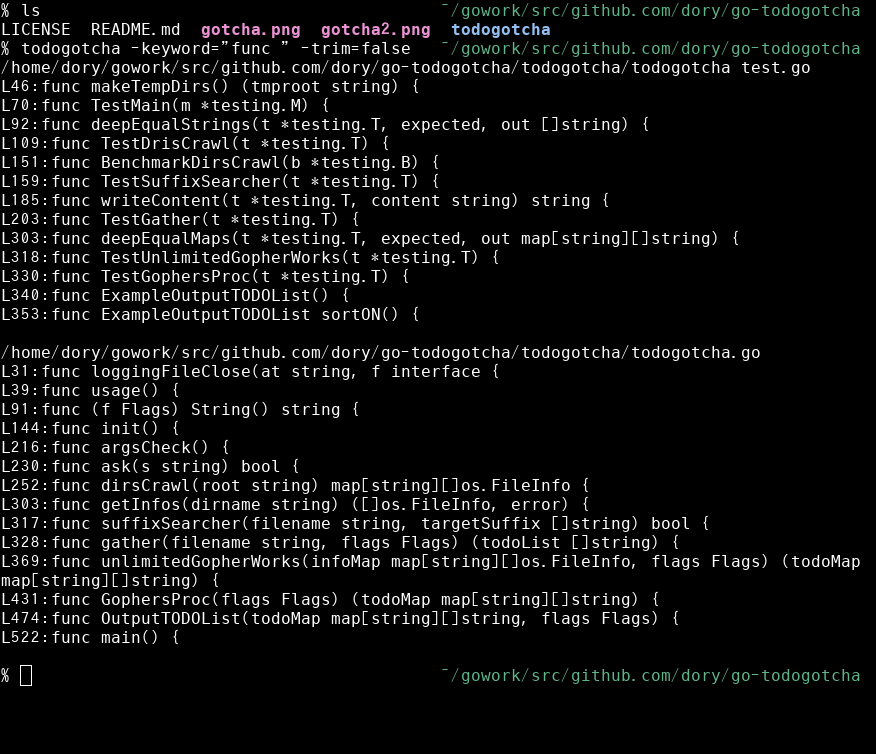 % ls ~/gowork/src/github.com/dory/go-todogotcha
LICENSE README.md gotcha.png gotcha2.png todogotcha
% todogotcha -keyword="func " -trim=false ~/gowork/src/github.com/dory/go-todogotcha
/home/dory/gowork/src/github.com/dory/go-todogotcha/todogotcha/todogotcha test.go
L46:func makeTempDirs() (tmproot string) {
L70:func TestMain(m *testing.M) {
L92:func deepEqualStrings(t *testing.T, expected, out []string) {
L109:func TestDrisCrawl(t *testing.T) {
L151:func BenchmarkDirsCrawl(b *testing.B) {
L159:func TestSuffixSearcher(t *testing.T) {
L185:func writeContent(t *testing.T, content string) string {
L203:func TestGather(t *testing.T) {
L303:func deepEqualMaps(t *testing.T, expected, out map[string][]string) {
L318:func TestUnlimitedGopherWorks(t *testing.T) {
L330:func TestGophersProc(t *testing.T) {
L340:func ExampleOutputTODOList() {
L353:func ExampleOutputTODOList sortON() {
/home/dory/gowork/src/github.com/dory/go-todogotcha/todogotcha/todogotcha.go
L31:func loggingFileClose(at string, f interface {
L39:func usage() {
L91:func (f Flags) String() string {
L144:func init() {
L216:func argsCheck() {
L230:func ask(s string) bool {
L252:func dirsCrawl(root string) map[string][]os.FileInfo {
L303:func getInfos(dirname string) ([]os.FileInfo, error) {
L317:func suffixSearcher(filename string, targetSuffix []string) bool {
L328:func gather(filename string, flags Flags) (todoList []string) {
L369:func unlimitedGopherWorks(infoMap map[string][]os.FileInfo, flags Flags) (todoMap
map[string][]string) {
L431:func GophersProc(flags Flags) (todoMap map[string][]string) {
L474:func OutputTODOList(todoMap map[string][]string, flags Flags) {
L522:func main() {
% ~/gowork/src/github.com/dory/go-todogotcha